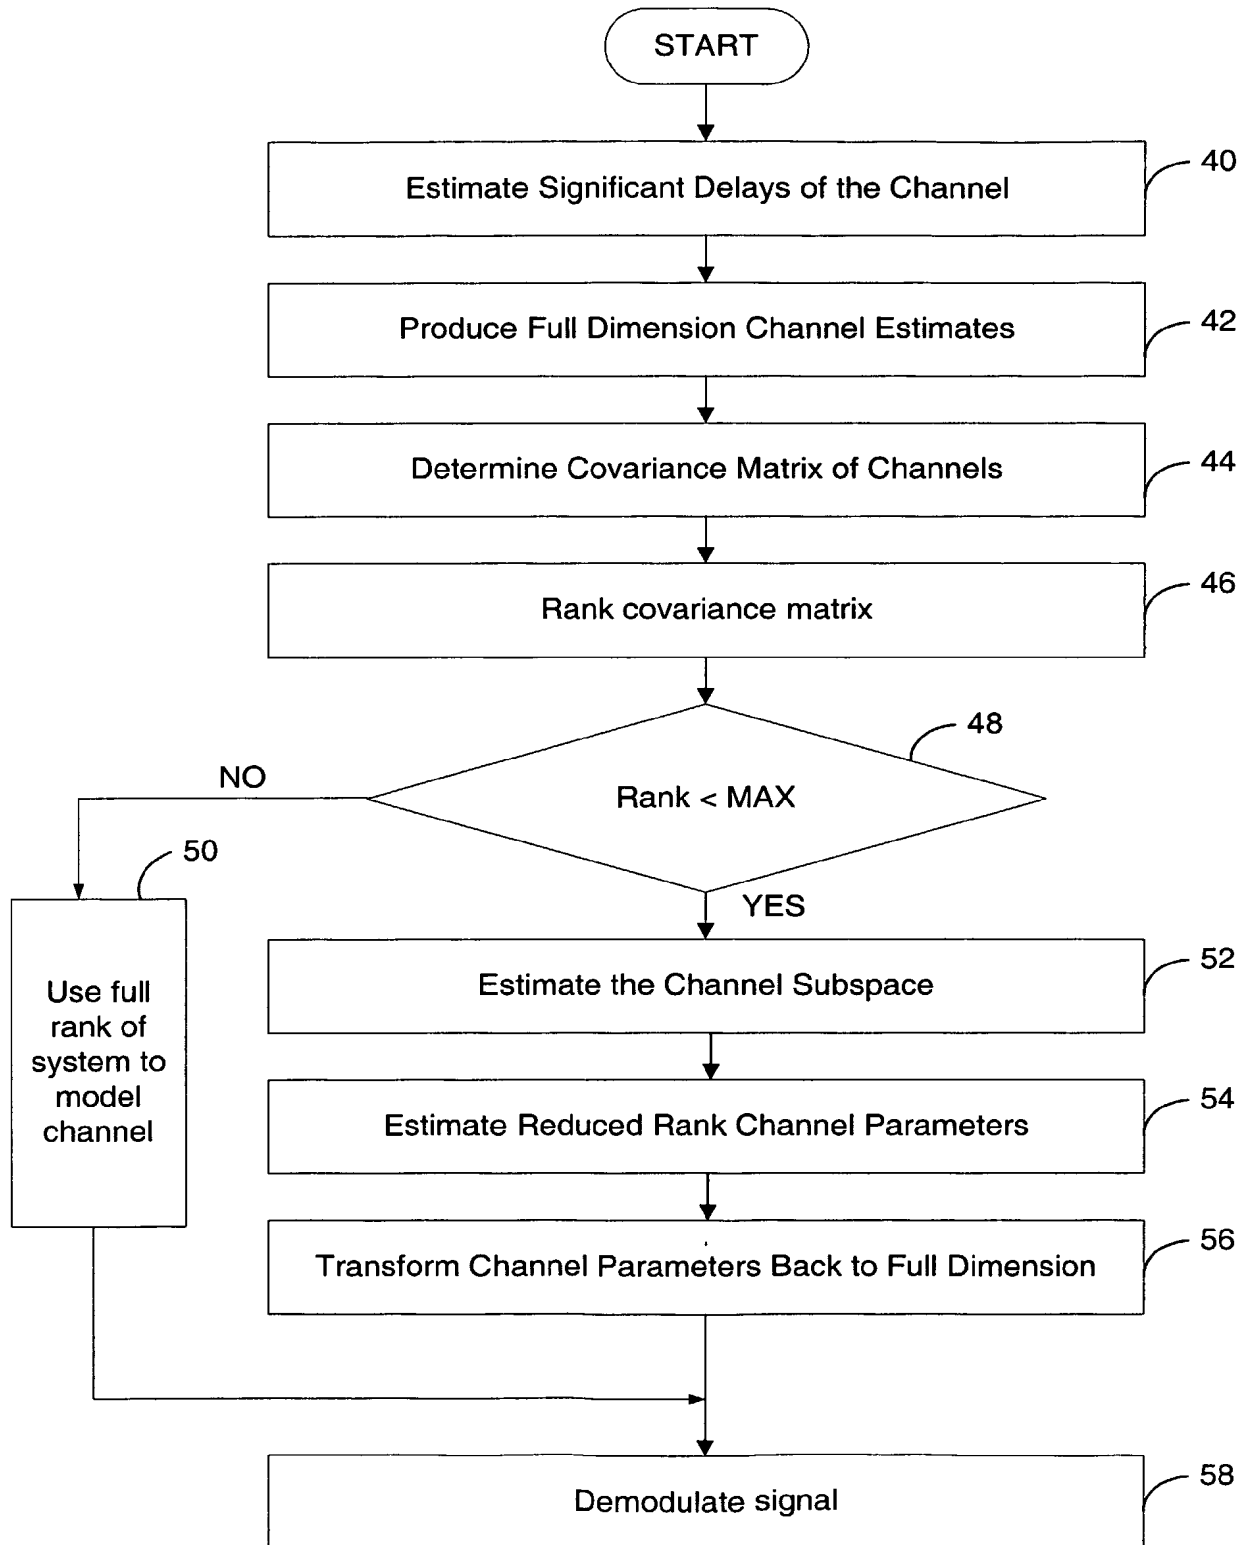 START
Estimate Significant Delays of the Channel
40
Produce Full Dimension Channel Estimates
42
Determine Covariance Matrix of Channels
44
Rank covariance matrix
46
48
Rank < MAX
NO
YES
50
Use full
rank of
system to
model
channel
Estimate the Channel Subspace
52
Estimate Reduced Rank Channel Parameters
54
Transform Channel Parameters Back to Full Dimension
56
Demodulate signal
58